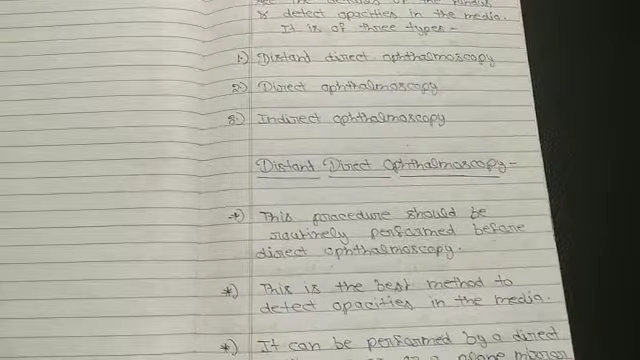 & detect opacities in the media.
It is of three types -
1.) Distant direct ophthalmoscopy
2.) Direct ophthalmoscopy
3.) Indirect ophthalmoscopy
Distant Direct Ophthalmoscopy -
*) This procedure should be
routinely performed before
direct ophthalmoscopy.
*) This is the best method to
detect opacities in the media.
*) It can be performed by a direct